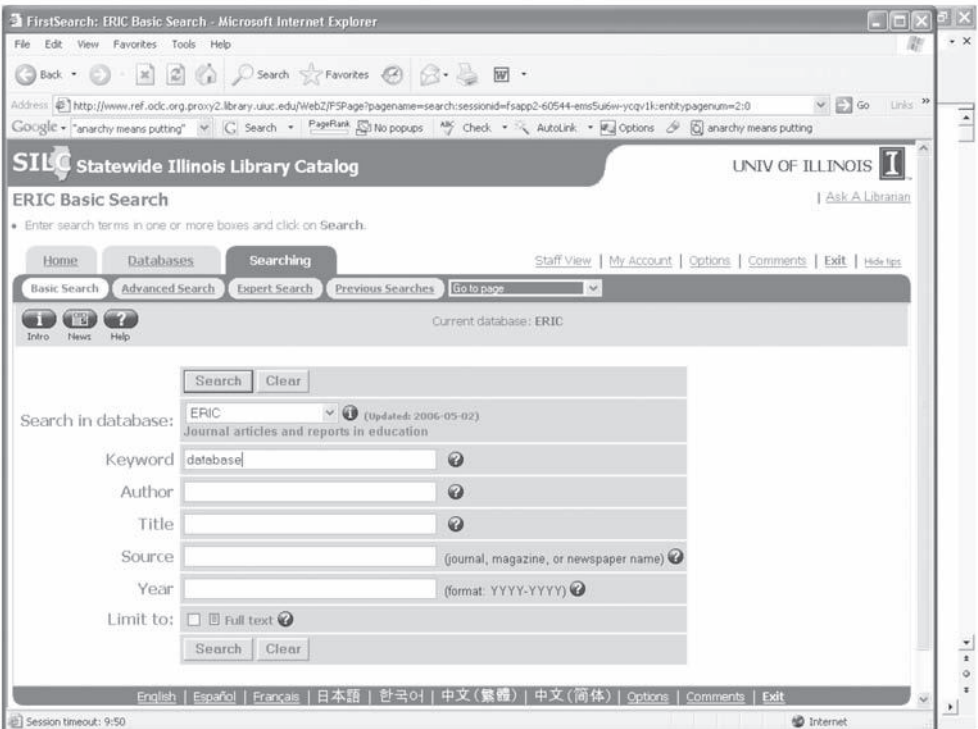 FirstSearch: ERIC Basic Search - Microsoft Internet Explorer
File Edit View Favorites Tools Help
Back Search Favorites
Address http://www.ref.oclc.org.proxy2.library.uiuc.edu/WebZ/FSPage?pagename=search:sessionid=fsapp2-60544-ems5ui6w-ycqv1k:entitypagenum=2:0 Go Links »
Google "anarchy means putting" Search PageRank No popups ABC Check AutoLink Options anarchy means putting
SILC Statewide Illinois Library Catalog UNIV OF ILLINOIS I
ERIC Basic Search | Ask A Librarian
• Enter search terms in one or more boxes and click on Search.
Home Databases Searching Staff View | My Account | Options | Comments | Exit | Hide tips
Basic Search Advanced Search Expert Search Previous Searches Go to page
Intro News Help Current database: ERIC
Search Clear
Search in database: ERIC (Updated: 2006-05-02)
Journal articles and reports in education
Keyword database
Author
Title
Source (journal, magazine, or newspaper name)
Year (format: YYYY-YYYY)
Limit to: Full text
Search Clear
English | Español | Français | 日本語 | 한국어 | 中文(繁體) | 中文(简体) | Options | Comments | Exit
Session timeout: 9:50 Internet